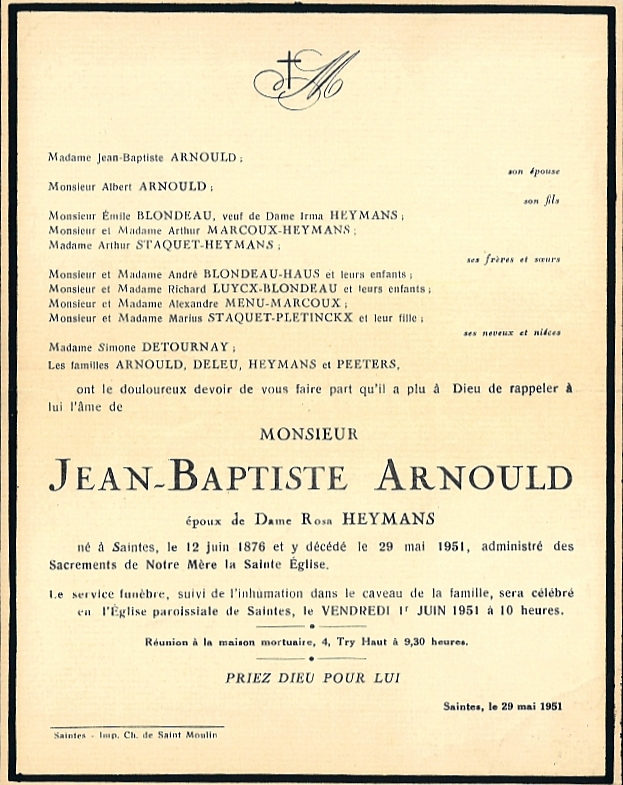 M
Madame Jean-Baptiste ARNOULD ;
son épouse
Monsieur Albert ARNOULD ;
son fils
Monsieur Émile BLONDEAU, veuf de Dame Irma HEYMANS ;
Monsieur et Madame Arthur MARCOUX-HEYMANS ;
Madame Arthur STAQUET-HEYMANS ;
ses frères et sœurs
Monsieur et Madame André BLONDEAU-HAUS et leurs enfants ;
Monsieur et Madame Richard LUYCX-BLONDEAU et leurs enfants ;
Monsieur et Madame Alexandre MENU-MARCOUX ;
Monsieur et Madame Marius STAQUET-PLETINCKX et leur fille ;
ses neveux et nièces
Madame Simone DETOURNAY ;
Les familles ARNOULD, DELEU, HEYMANS et PEETERS,
ont le douloureux devoir de vous faire part qu'il a plu à Dieu de rappeler à
lui l'âme de
MONSIEUR
JEAN-BAPTISTE ARNOULD
époux de Dame Rosa HEYMANS
né à Saintes, le 12 juin 1876 et y décédé le 29 mai 1951, administré des
Sacrements de Notre Mère la Sainte Église.
Le service funèbre, suivi de l'inhumation dans le caveau de la famille, sera célébré
en l'Église paroissiale de Saintes, le VENDREDI 1r JUIN 1951 à 10 heures.
Réunion à la maison mortuaire, 4, Try Haut à 9,30 heures.
PRIEZ DIEU POUR LUI
Saintes, le 29 mai 1951
Saintes - Imp. Ch. de Saint Moulin